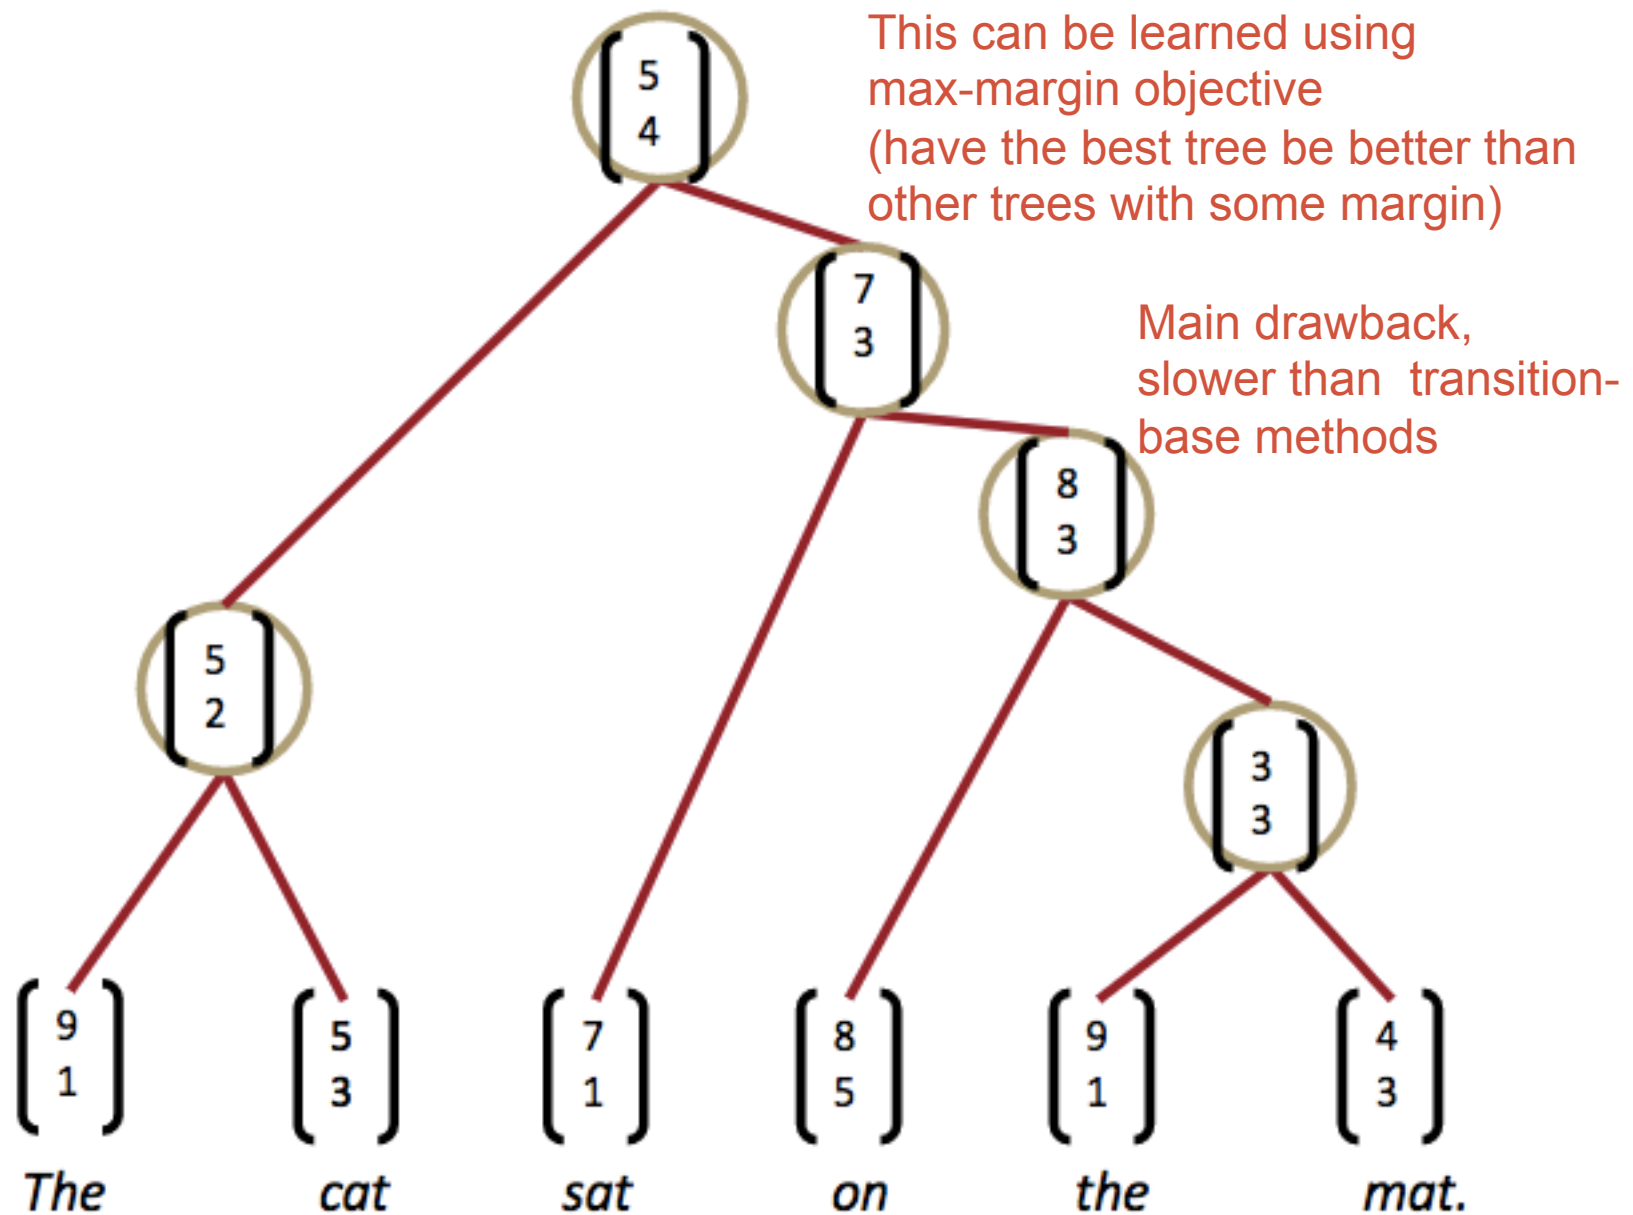 This can be learned using
max-margin objective
(have the best tree be better than
other trees with some margin)
5
4
7
3
Main drawback,
slower than  transition-
base methods
8
3
5
2
3
3
9 5 7 8 9 4
1 3 1 5 1 3
The cat sat on the mat.